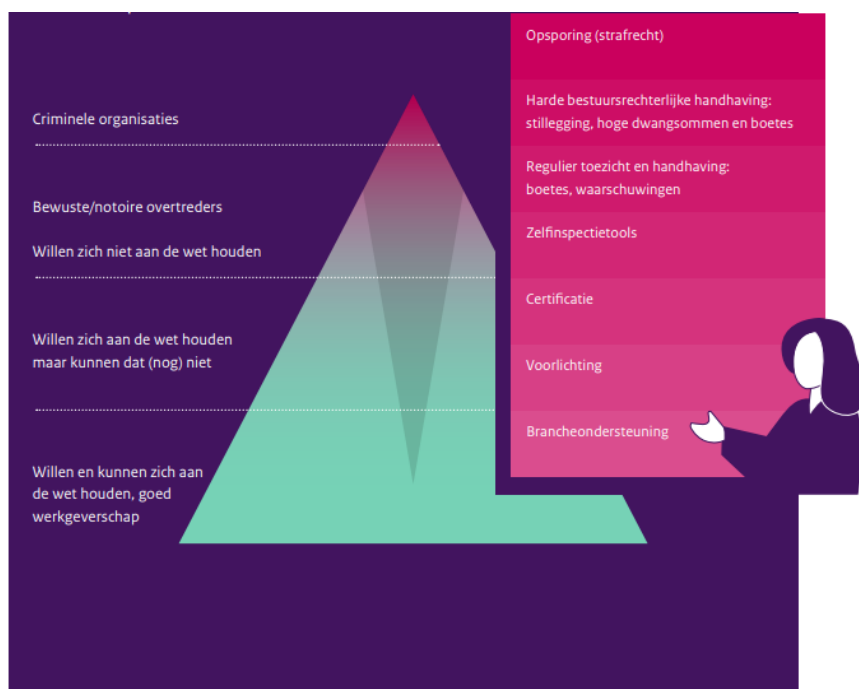 Criminele organisaties
Bewuste/notoire overtreders
Willen zich niet aan de wet houden
Willen zich aan de wet houden
maar kunnen dat (nog) niet
Willen en kunnen zich aan
de wet houden, goed
werkgeverschap
Opsporing (strafrecht)
Harde bestuursrechterlijke handhaving:
stillegging, hoge dwangsommen en boetes
Regulier toezicht en handhaving:
boetes, waarschuwingen
Zelfinspectietools
Certificatie
Voorlichting
Brancheondersteuning